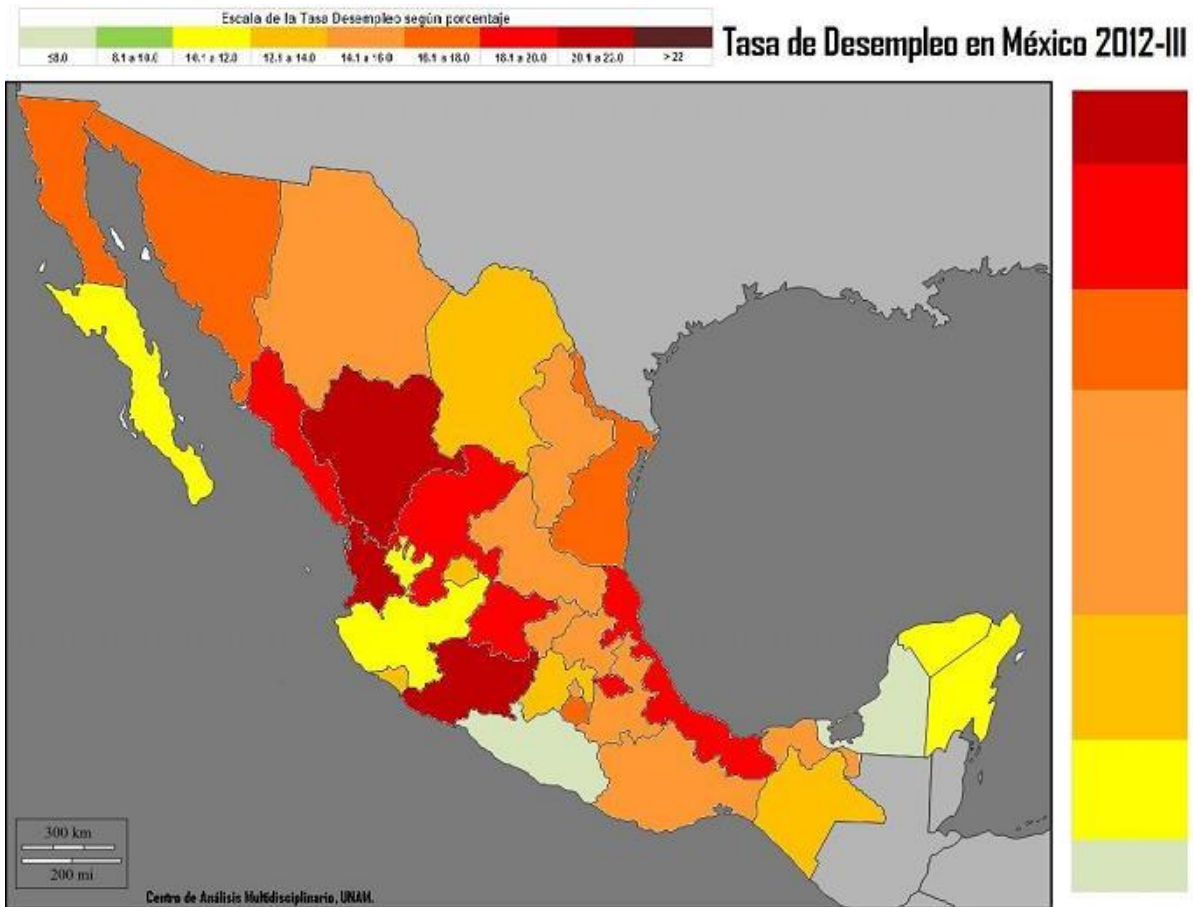 Escala de la Tasa Desempleo según porcentaje
≤8.0 8.1 a 10.0 10.1 a 12.0 12.1 a 14.0 14.1 a 16.0 16.1 a 18.0 18.1 a 20.0 20.1 a 22.0 > 22
Tasa de Desempleo en México 2012-III
300 km
200 mi
Centro de Análisis Multidisciplinario, UNAM.